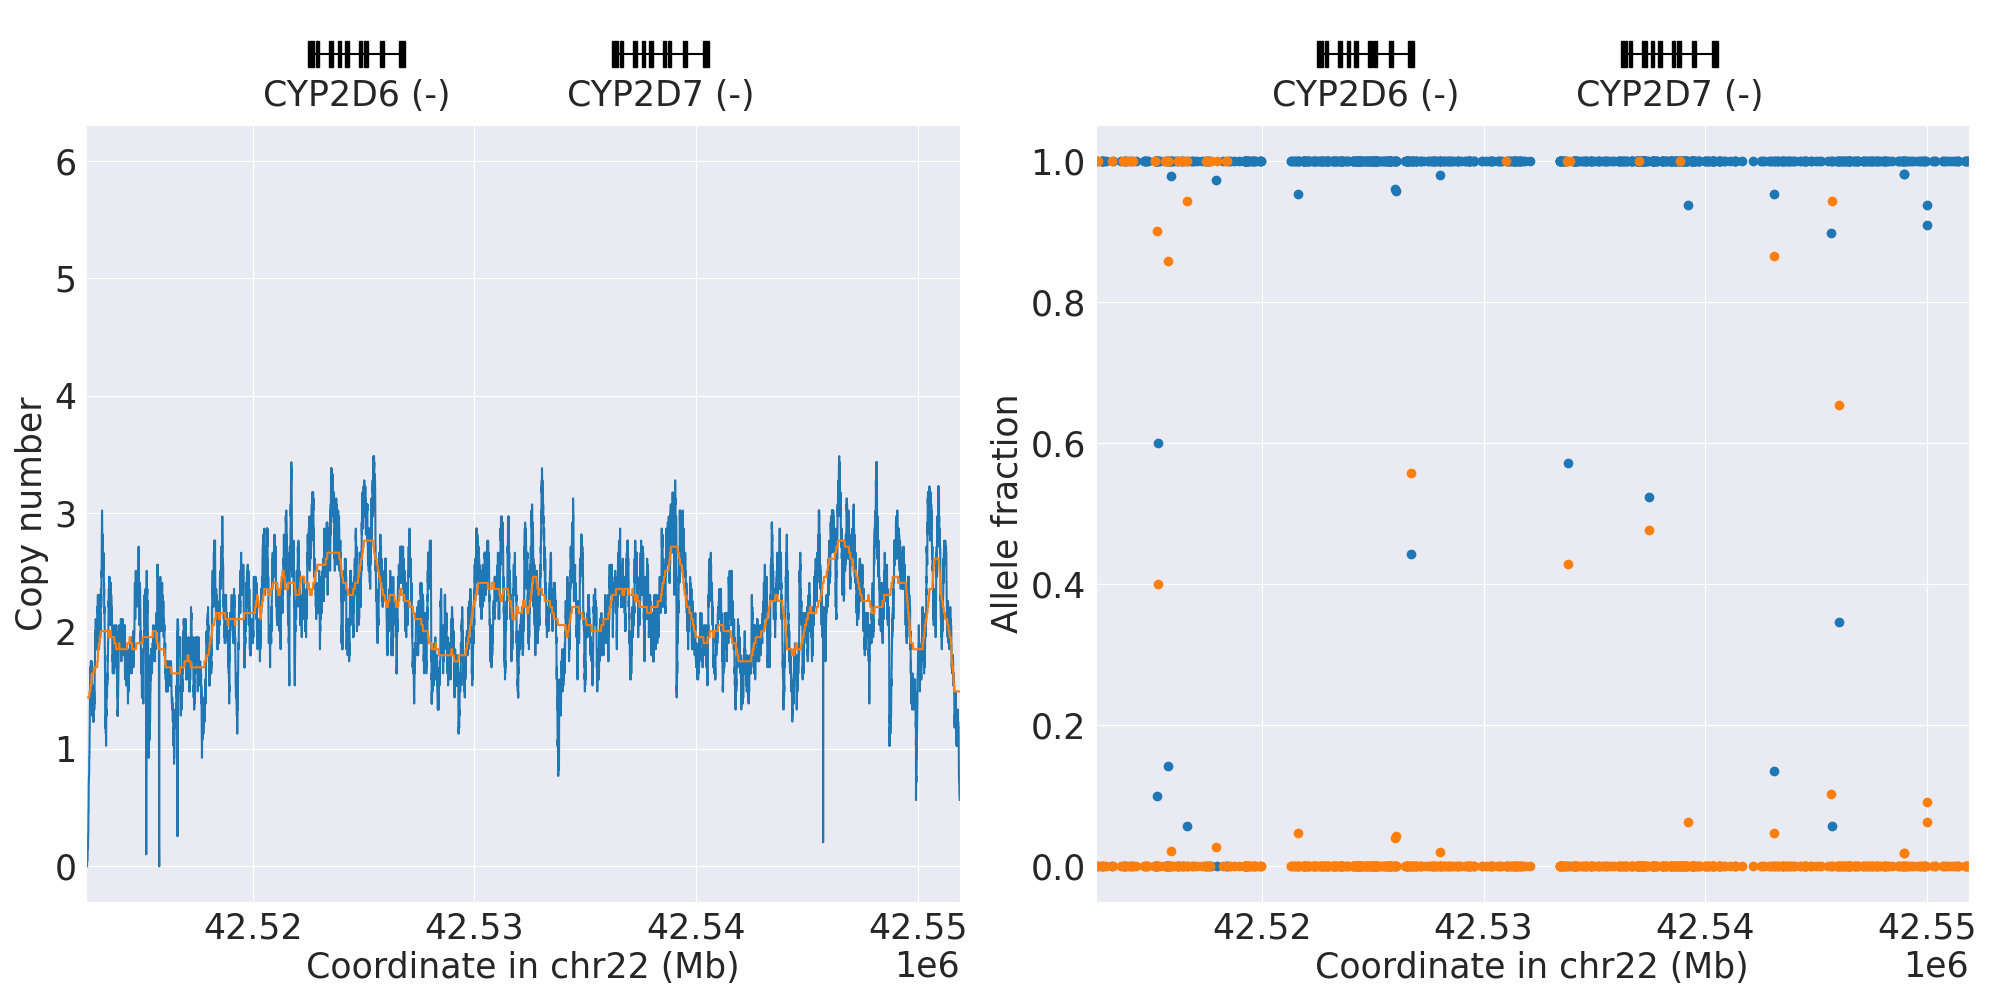 CYP2D6 (-) CYP2D7 (-)
6
5
4
3
2
1
0
Copy number
42.52 42.53 42.54 42.55
Coordinate in chr22 (Mb) 1e6
CYP2D6 (-) CYP2D7 (-)
1.0
0.8
0.6
0.4
0.2
0.0
Allele fraction
42.52 42.53 42.54 42.55
Coordinate in chr22 (Mb) 1e6